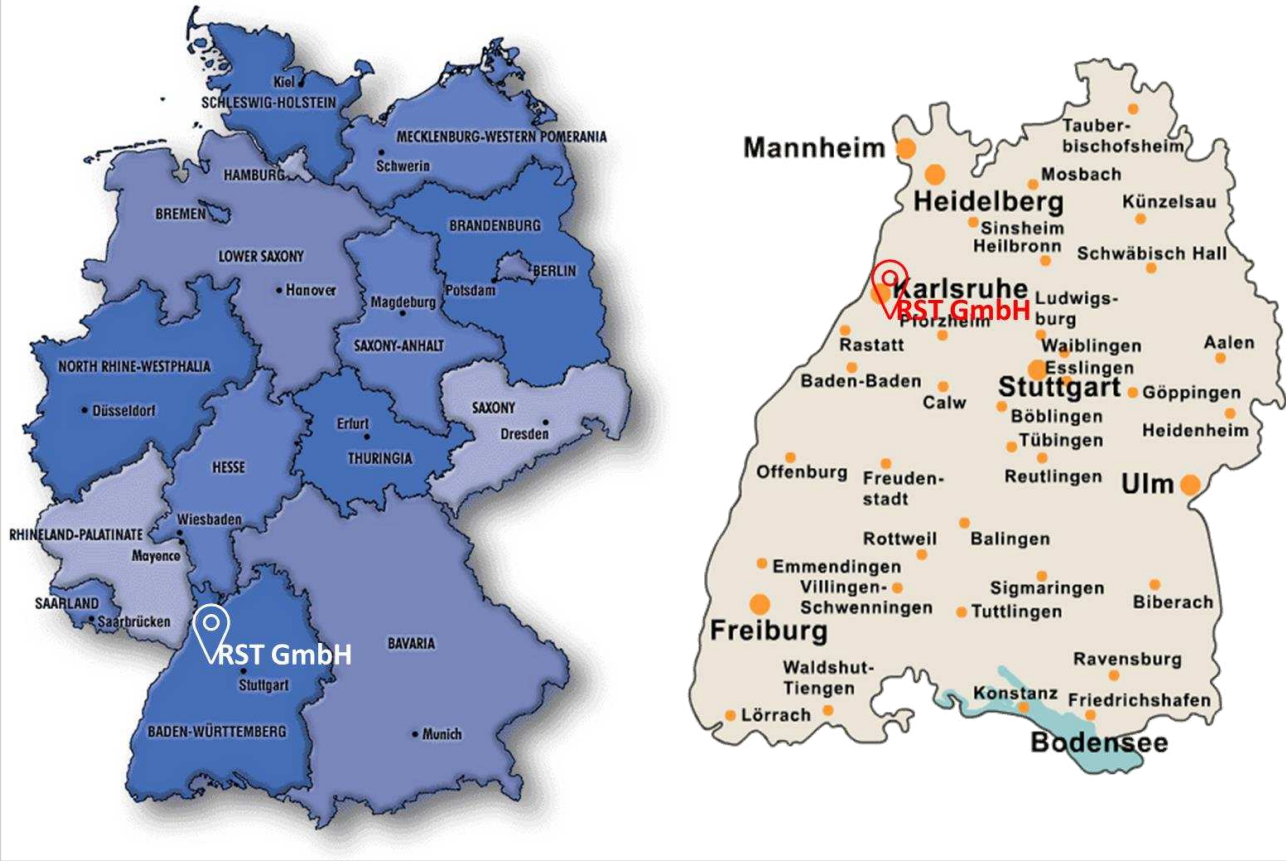 Kiel
SCHLESWIG-HOLSTEIN
MECKLENBURG-WESTERN POMERANIA
Schwerin
HAMBURG
BREMEN
BRANDENBURG
LOWER SAXONY
BERLIN
Hanover
Potsdam
Magdeburg
SAXONY-ANHALT
NORTH RHINE-WESTPHALIA
Düsseldorf
SAXONY
Dresden
Erfurt
THURINGIA
HESSE
Wiesbaden
RHINELAND-PALATINATE
Mayence
SAARLAND
Saarbrücken
RST GmbH
BAVARIA
Stuttgart
BADEN-WÜRTTEMBERG
Munich
Tauber-
bischofsheim
Mannheim
Mosbach
Heidelberg
Künzelsau
Sinsheim
Heilbronn
Schwäbisch Hall
Karlsruhe
RST GmbH
Ludwigs-
burg
Pforzheim
Rastatt
Waiblingen
Aalen
Esslingen
Baden-Baden
Stuttgart
Göppingen
Calw
Böblingen
Heidenheim
Tübingen
Offenburg
Freuden-
stadt
Reutlingen
Ulm
Rottweil
Balingen
Emmendingen
Villingen-
Schwenningen
Sigmaringen
Biberach
Tuttlingen
Freiburg
Waldshut-
Tiengen
Ravensburg
Konstanz
Friedrichshafen
Lörrach
Bodensee